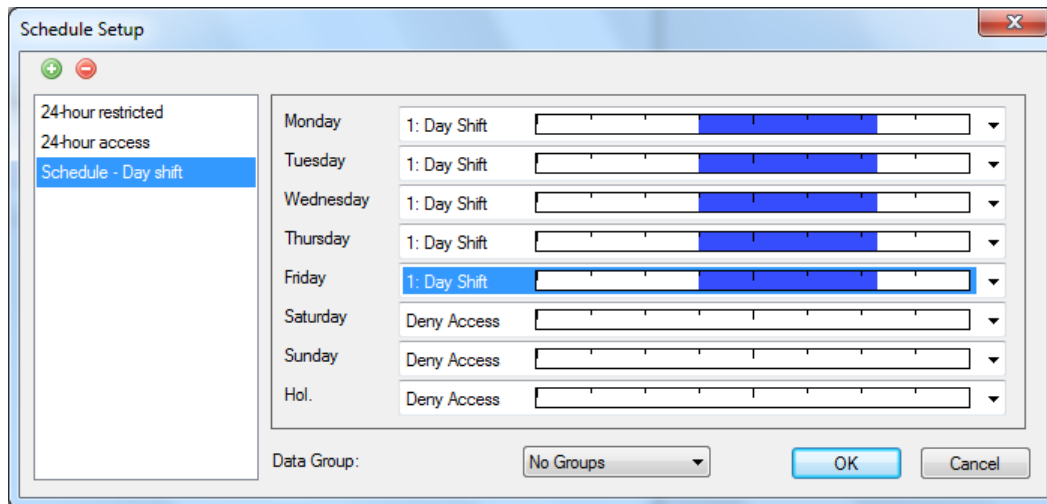 Schedule Setup
24-hour restricted
24-hour access
Schedule - Day shift
Monday 1: Day Shift
Tuesday 1: Day Shift
Wednesday 1: Day Shift
Thursday 1: Day Shift
Friday 1: Day Shift
Saturday Deny Access
Sunday Deny Access
Hol. Deny Access
Data Group: No Groups OK Cancel